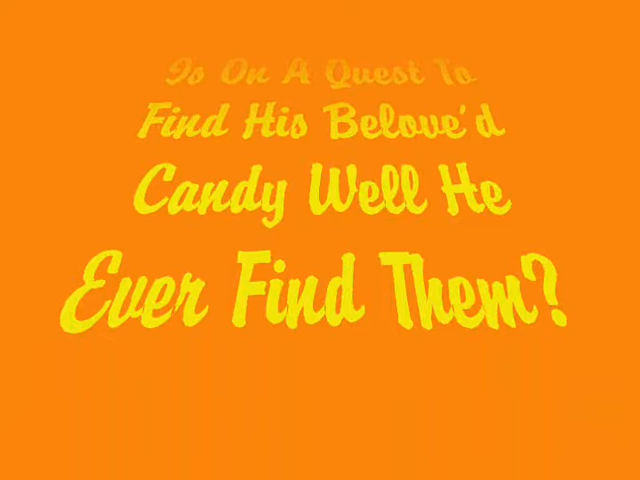 Is On A Quest To
Find His Belove'd
Candy Well He
Ever Find Them?